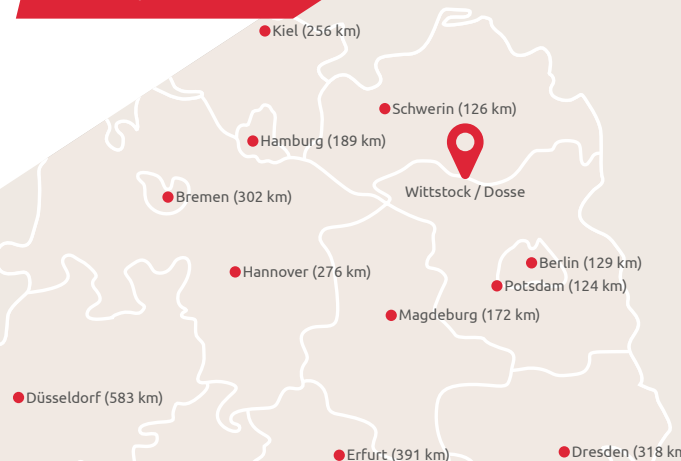 Kiel (256 km)
Schwerin (126 km)
Hamburg (189 km)
Wittstock / Dosse
Bremen (302 km)
Berlin (129 km)
Hannover (276 km)
Potsdam (124 km)
Magdeburg (172 km)
Düsseldorf (583 km)
Dresden (318 km
Erfurt (391 km)